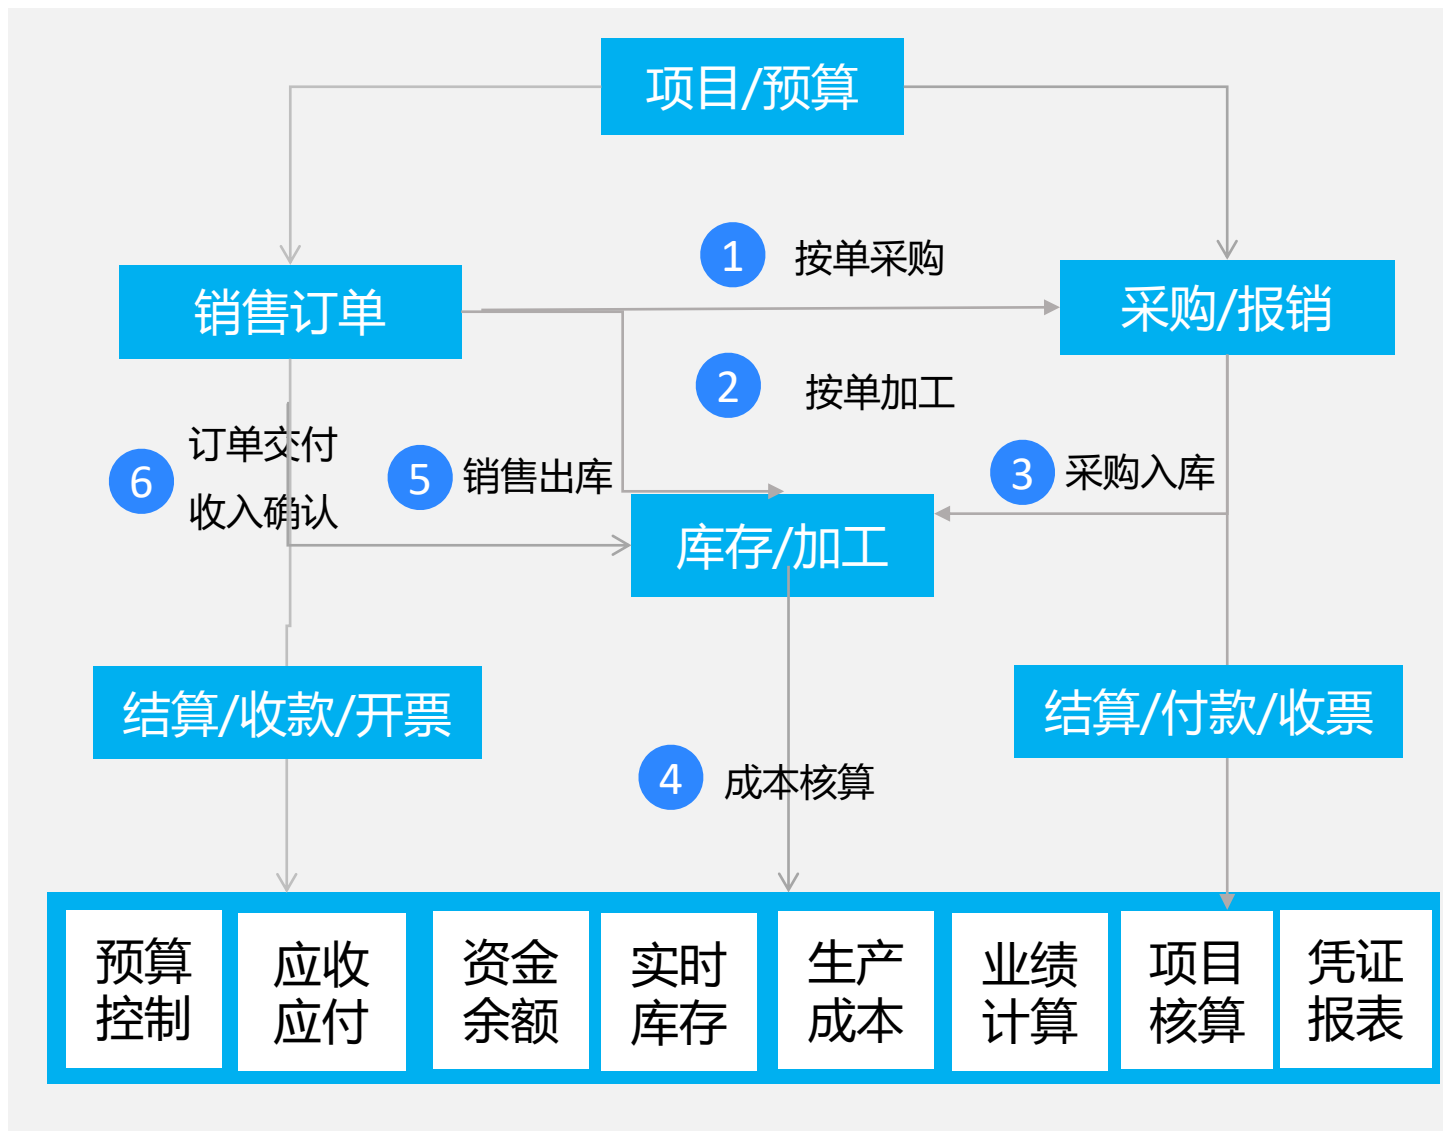 项目/预算
1
按单采购
销售订单
采购/报销
2
按单加工
订单交付
6
收入确认
5
销售出库
3
采购入库
库存/加工
结算/收款/开票
结算/付款/收票
4
成本核算
预算
控制
应收
应付
资金
余额
实时
库存
生产
成本
业绩
计算
项目
核算
凭证
报表